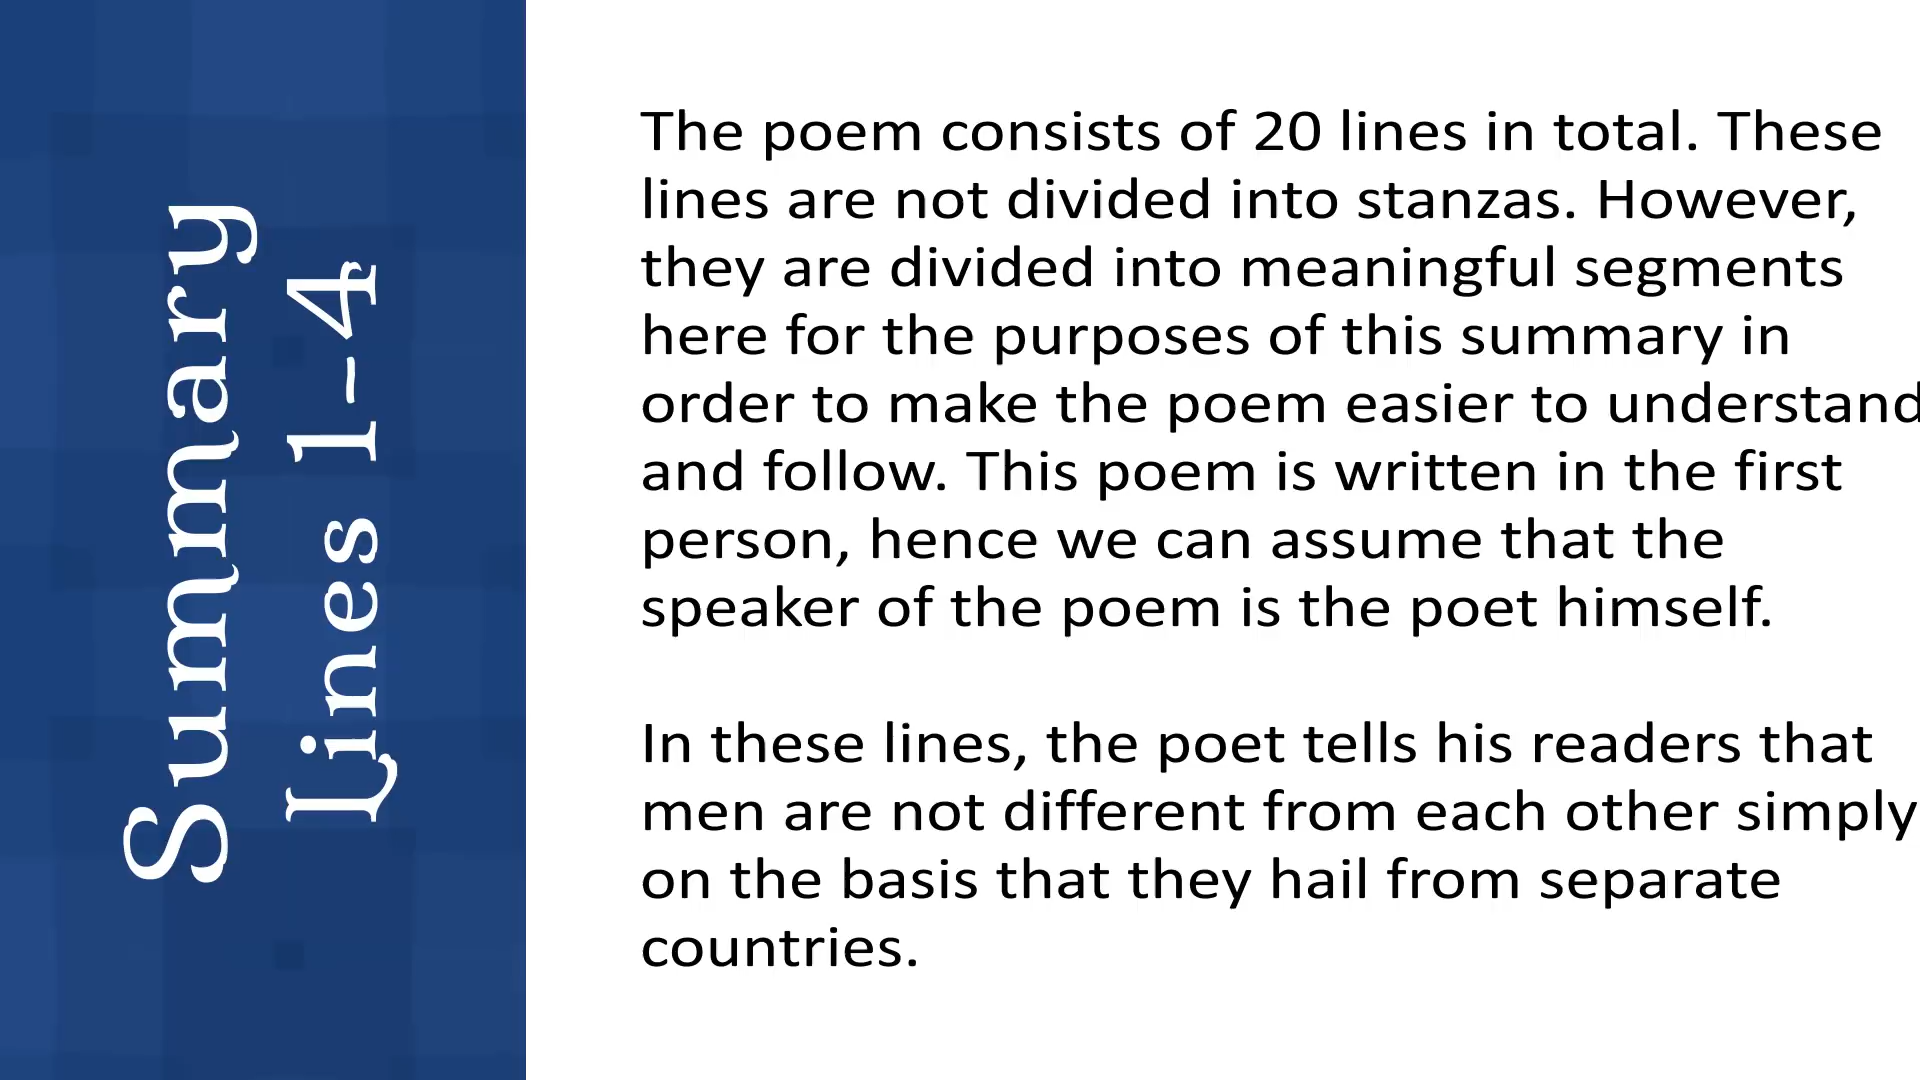 Summary
Lines 1-4
The poem consists of 20 lines in total. These
lines are not divided into stanzas. However,
they are divided into meaningful segments
here for the purposes of this summary in
order to make the poem easier to understand
and follow. This poem is written in the first
person, hence we can assume that the
speaker of the poem is the poet himself.
In these lines, the poet tells his readers that
men are not different from each other simply
on the basis that they hail from separate
countries.